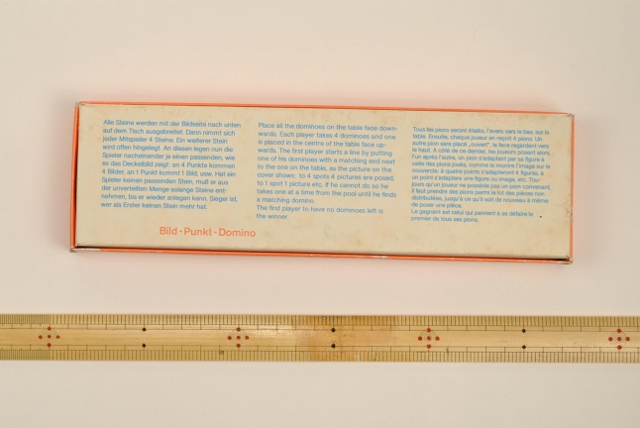 Alle Steine werden mit der Bildseite nach unten
auf dem Tisch ausgebreitet. Dann nimmt sich
jeder Mitspieler 4 Steine. Ein weiterer Stein
wird offen hingelegt. An diesen legen nun die
Spieler nacheinander je einen passenden, wie
es das Deckelbild zeigt: an 4 Punkte kommen
4 Bilder, an 1 Punkt kommt 1 Bild, usw. Hat ein
Spieler keinen passenden Stein, muß er aus
der unverteilten Menge solange Steine ent-
nehmen, bis er wieder anlegen kann. Sieger ist,
wer als Erster keinen Stein mehr hat.
Place all the dominoes on the table face down-
wards. Each player takes 4 dominoes and one
is placed in the centre of the table face up-
wards. The first player starts a line by putting
one of his dominoes with a matching end next
to the one on the table, as the picture on the
cover shows: to 4 spots 4 pictures are posed,
to 1 spot 1 picture etc. If he cannot do so he
takes one at a time from the pool until he finds
a matching domino.
The first player to have no dominoes left is
the winner.
Tous les pions seront étalés, l'avers vers le bas, sur la
table. Ensuite, chaque joueur en reçoit 4 pions. Un
autre pion sera placé „ouvert", la face regardant vers
le haut. A côté de ce dernier, les joueurs posent alors,
l'un après l'autre, un pion s'adaptant par sa figure à
celle des pions joués, comme le montre l'image sur le
couvercle: à quatre points s'adapteront 4 figures, à
un point s'adaptera une figure ou image, etc. Tou-
jours qu'un joueur ne possède pas un pion convenant,
il faut prendre des pions parmi le lot des pièces non
distribuées, jusqu'à ce qu'il soit de nouveau à même
de poser une pièce.
Le gagnant est celui qui parvient à se défaire le
premier de tous ses pions.
Bild-Punkt-Domino